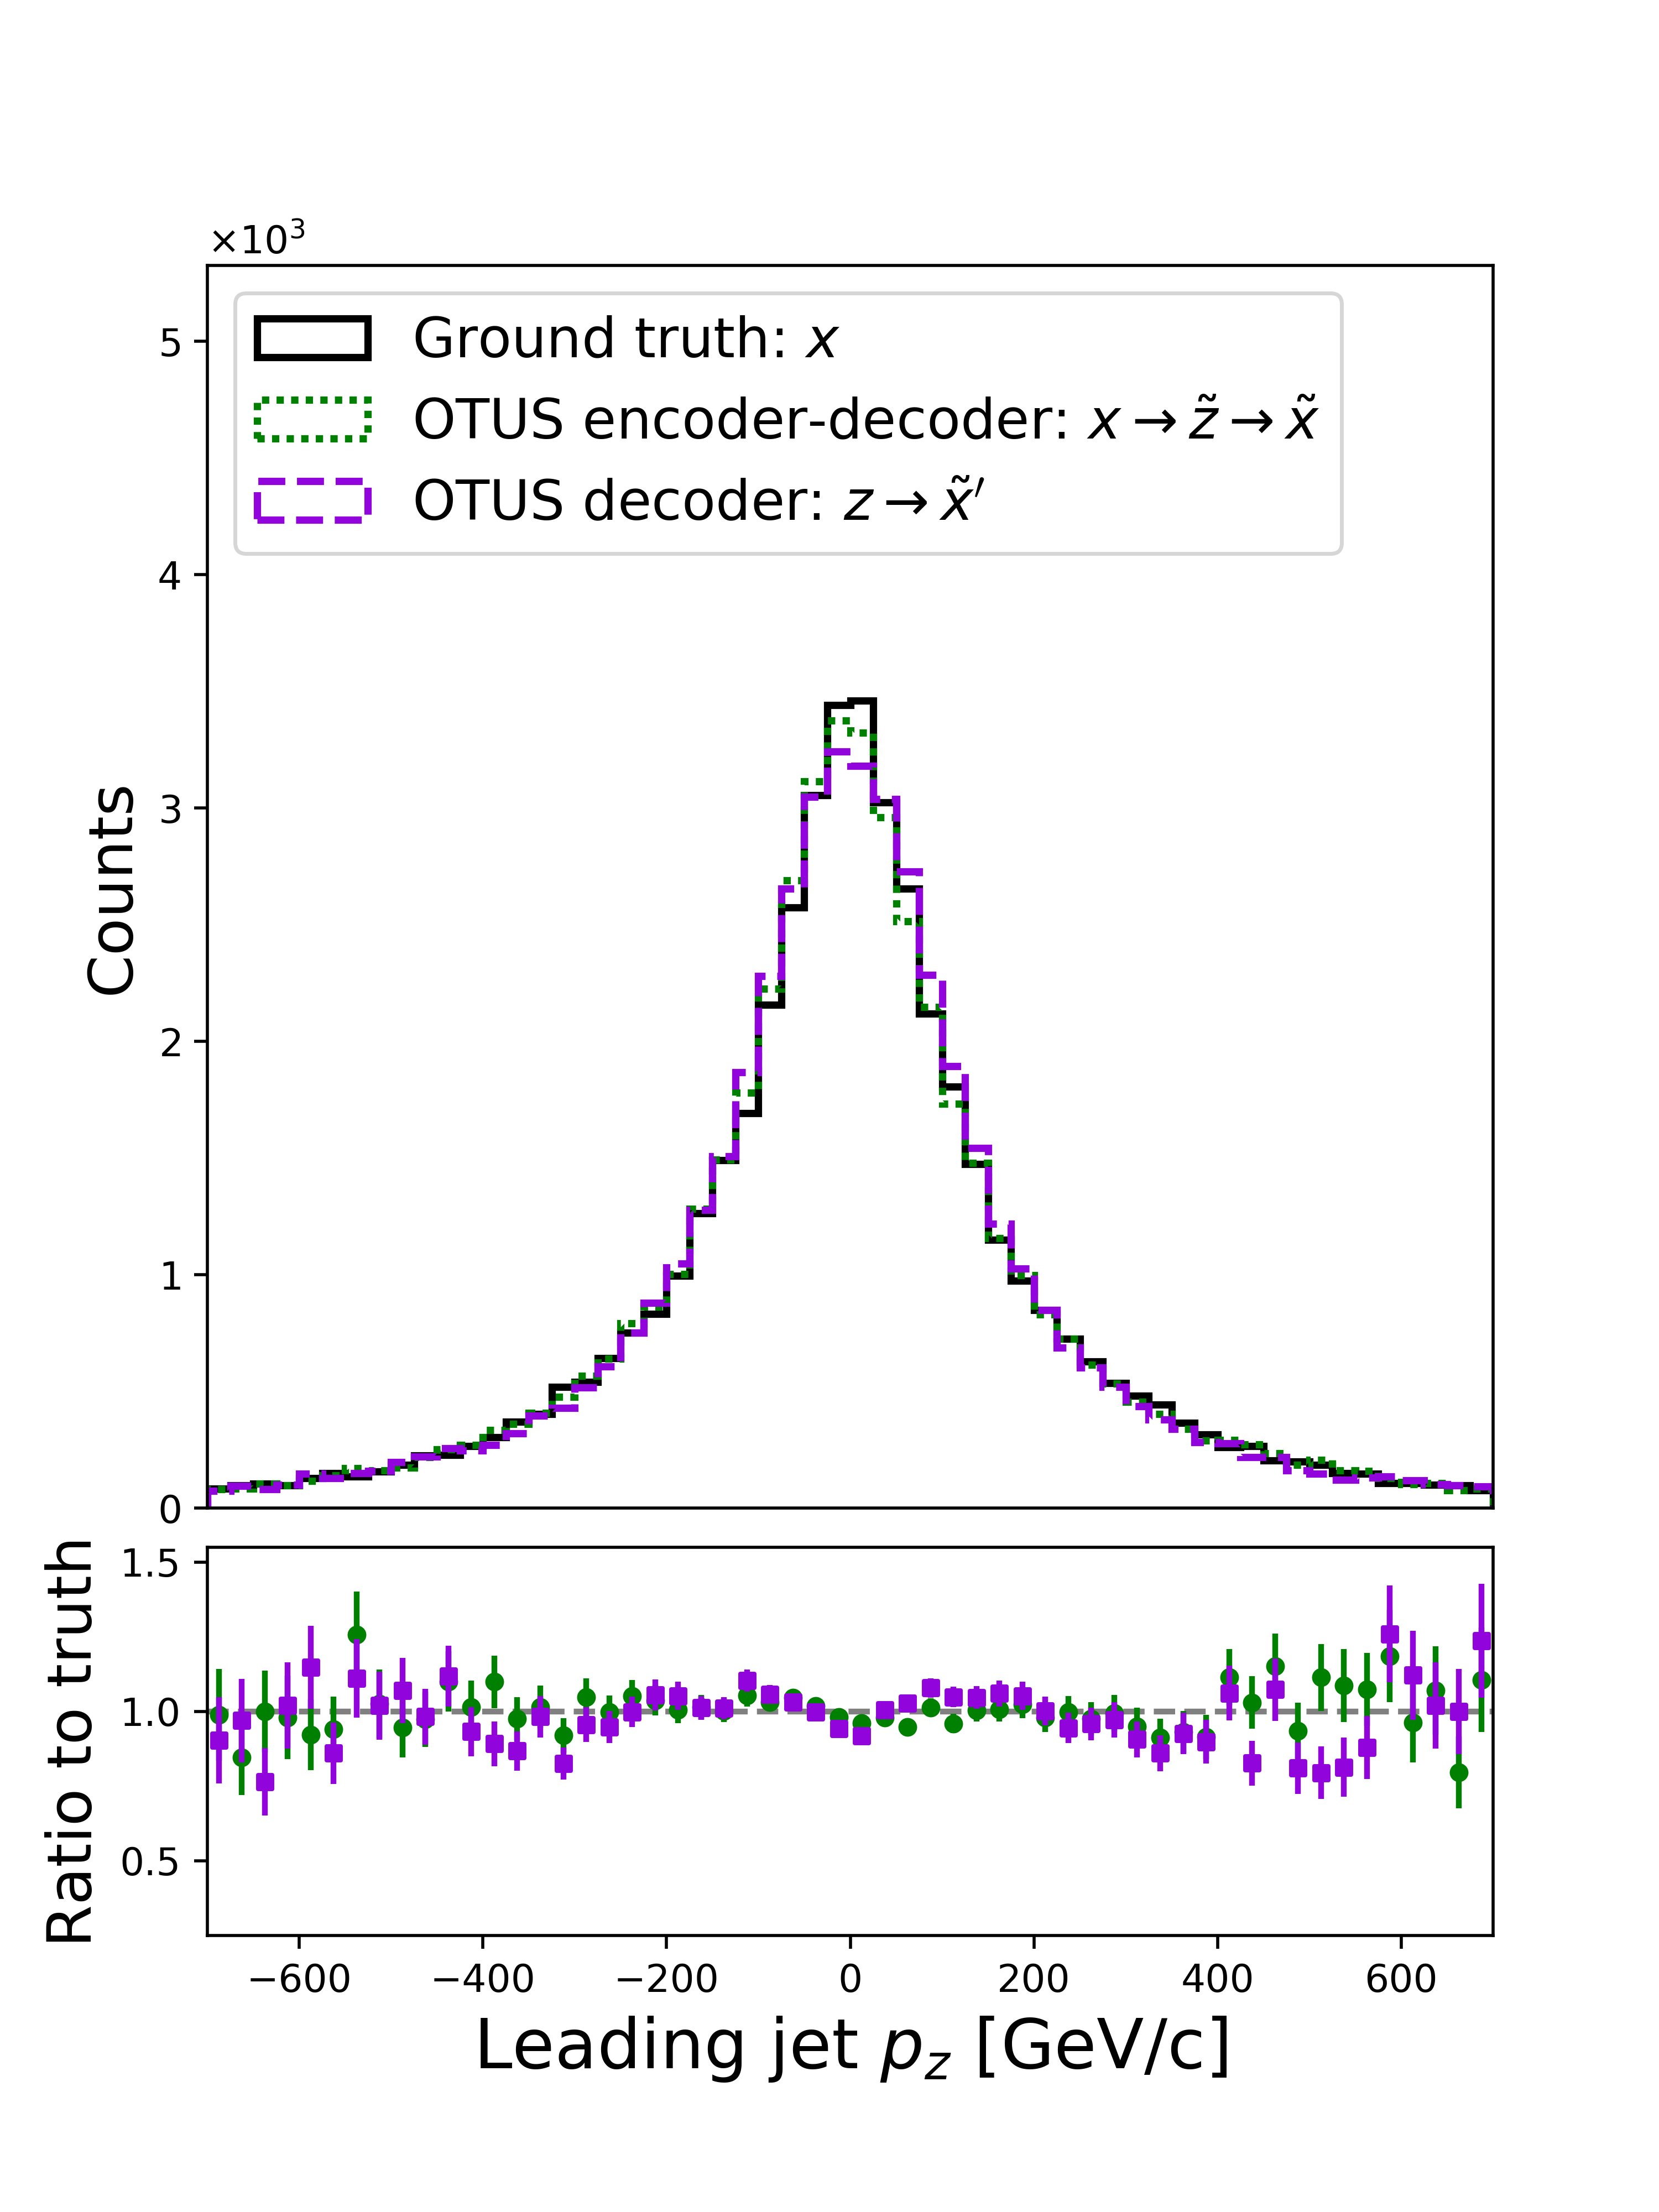 ×10³
5
4
3
2
1
0
Counts
Ground truth: x
OTUS encoder-decoder: x → z̃ → x̃
OTUS decoder: z → x̃′
1.5
1.0
0.5
Ratio to truth
−600 −400 −200 0 200 400 600
Leading jet p_z [GeV/c]